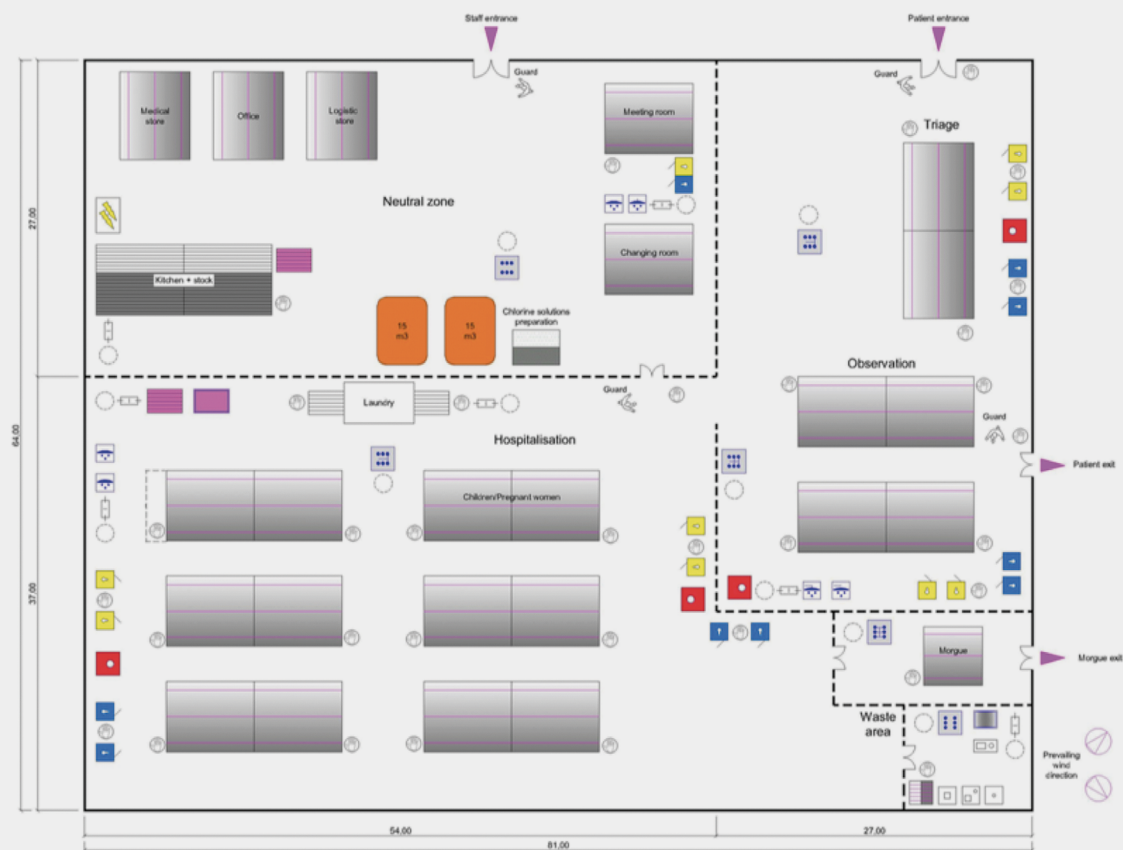 Staff entrance
Patient entrance
Guard
Guard
Medical
store
Office
Logistic
store
Meeting room
Triage
Neutral zone
27,00
Changing room
Kitchen + stock
Chlorine solutions
preparation
15
m3
15
m3
Observation
64,00
Laundry
Guard
Guard
Hospitalisation
Patient exit
Children/Pregnant women
37,00
Morgue
Morgue exit
Waste
area
Prevailing
wind
direction
54,00
27,00
81,00